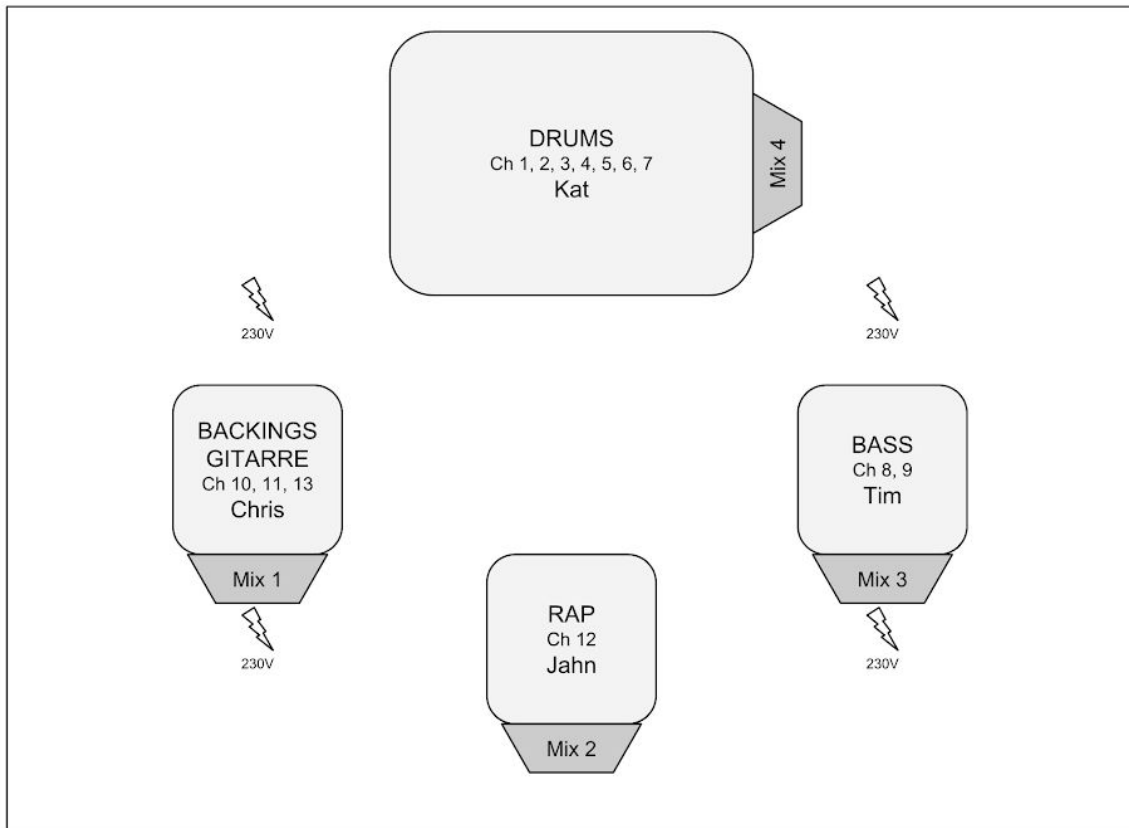 DRUMS
Ch 1, 2, 3, 4, 5, 6, 7
Kat
Mix 4
230V
230V
BACKINGS
GITARRE
Ch 10, 11, 13
Chris
Mix 1
230V
BASS
Ch 8, 9
Tim
Mix 3
230V
RAP
Ch 12
Jahn
Mix 2